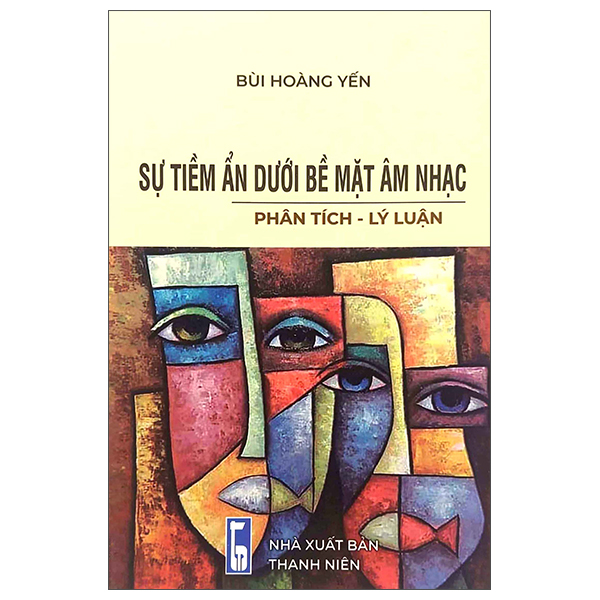 BÙI HOÀNG YẾN
SỰ TIỀM ẨN DƯỚI BỀ MẶT ÂM NHẠC
PHÂN TÍCH - LÝ LUẬN
NHÀ XUẤT BẢN
THANH NIÊN